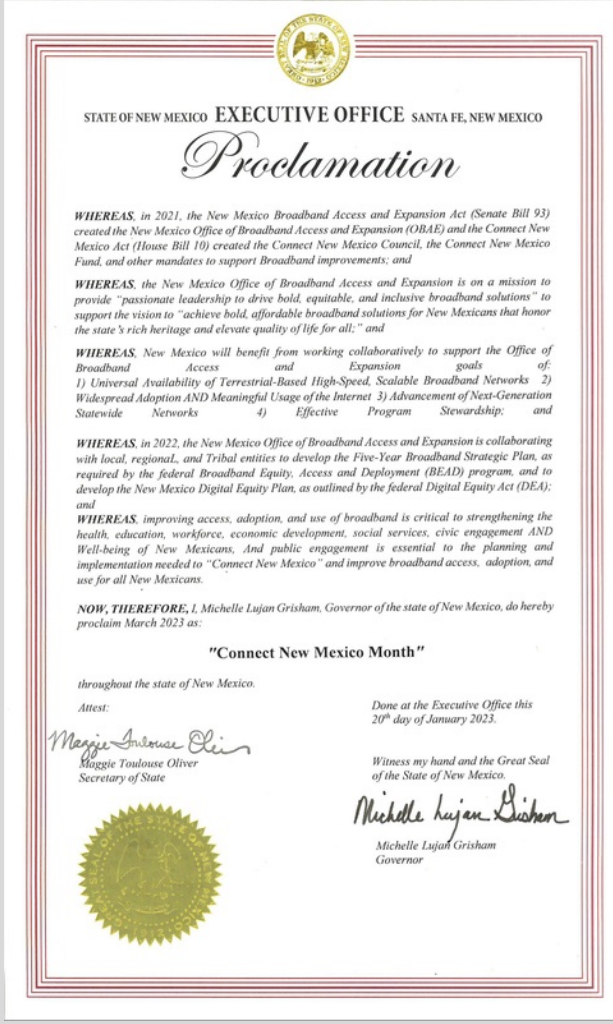 GREAT SEAL OF THE STATE OF NEW MEXICO
1912
STATE OF NEW MEXICO EXECUTIVE OFFICE SANTA FE, NEW MEXICO
Proclamation
WHEREAS, in 2021, the New Mexico Broadband Access and Expansion Act (Senate Bill 93)
created the New Mexico Office of Broadband Access and Expansion (OBAE) and the Connect New
Mexico Act (House Bill 10) created the Connect New Mexico Council, the Connect New Mexico
Fund, and other mandates to support Broadband improvements; and
WHEREAS, the New Mexico Office of Broadband Access and Expansion is on a mission to
provide “passionate leadership to drive bold, equitable, and inclusive broadband solutions” to
support the vision to “achieve bold, affordable broadband solutions for New Mexicans that honor
the state’s rich heritage and elevate quality of life for all;” and
WHEREAS, New Mexico will benefit from working collaboratively to support the Office of
Broadband Access and Expansion goals of:
1) Universal Availability of Terrestrial-Based High-Speed, Scalable Broadband Networks 2)
Widespread Adoption AND Meaningful Usage of the Internet 3) Advancement of Next-Generation
Statewide Networks 4) Effective Program Stewardship; and
WHEREAS, in 2022, the New Mexico Office of Broadband Access and Expansion is collaborating
with local, regionaL, and Tribal entities to develop the Five-Year Broadband Strategic Plan, as
required by the federal Broadband Equity, Access and Deployment (BEAD) program, and to
develop the New Mexico Digital Equity Plan, as outlined by the federal Digital Equity Act (DEA);
and
WHEREAS, improving access, adoption, and use of broadband is critical to strengthening the
health, education, workforce, economic development, social services, civic engagement AND
Well-being of New Mexicans, And public engagement is essential to the planning and
implementation needed to “Connect New Mexico” and improve broadband access, adoption, and
use for all New Mexicans.
NOW, THEREFORE, I, Michelle Lujan Grisham, Governor of the state of New Mexico, do hereby
proclaim March 2023 as:
"Connect New Mexico Month"
throughout the state of New Mexico.
Attest:
Maggie Toulouse Oliver
Maggie Toulouse Oliver
Secretary of State
Done at the Executive Office this
20th day of January 2023.
Witness my hand and the Great Seal
of the State of New Mexico.
Michelle Lujan Grisham
Michelle Lujan Grisham
Governor
GREAT SEAL OF THE STATE OF NEW MEXICO
1912